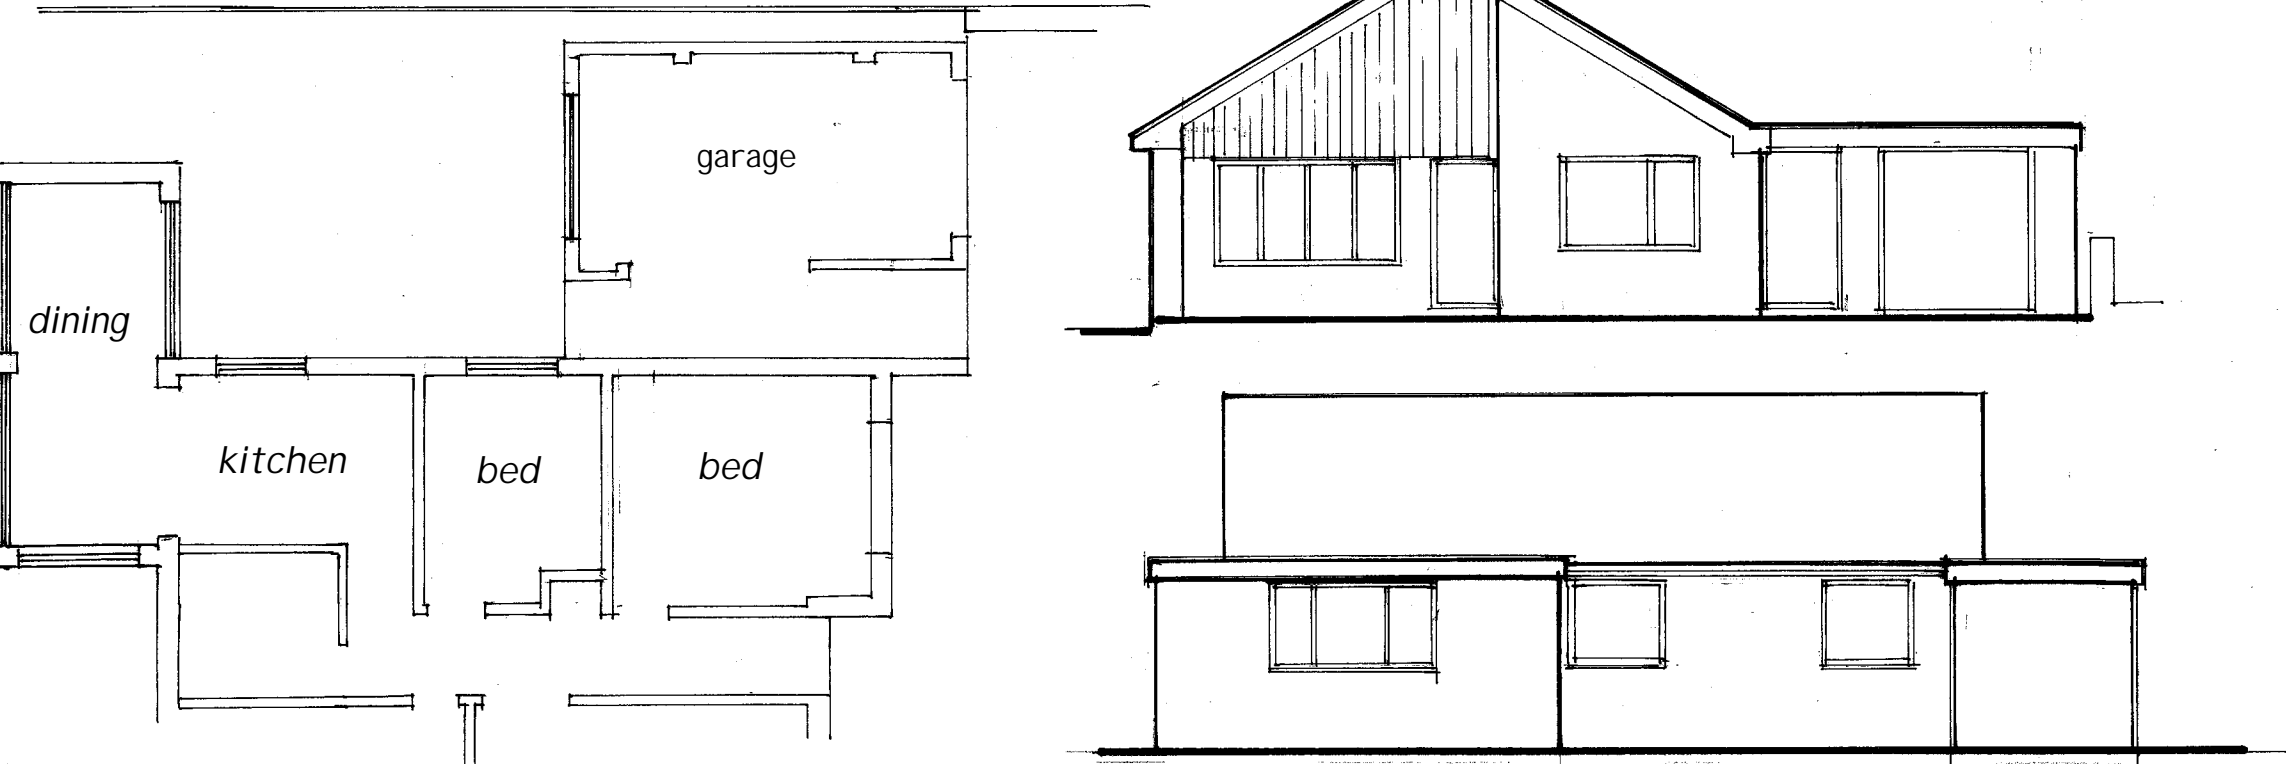 garage
dining
kitchen
bed
bed